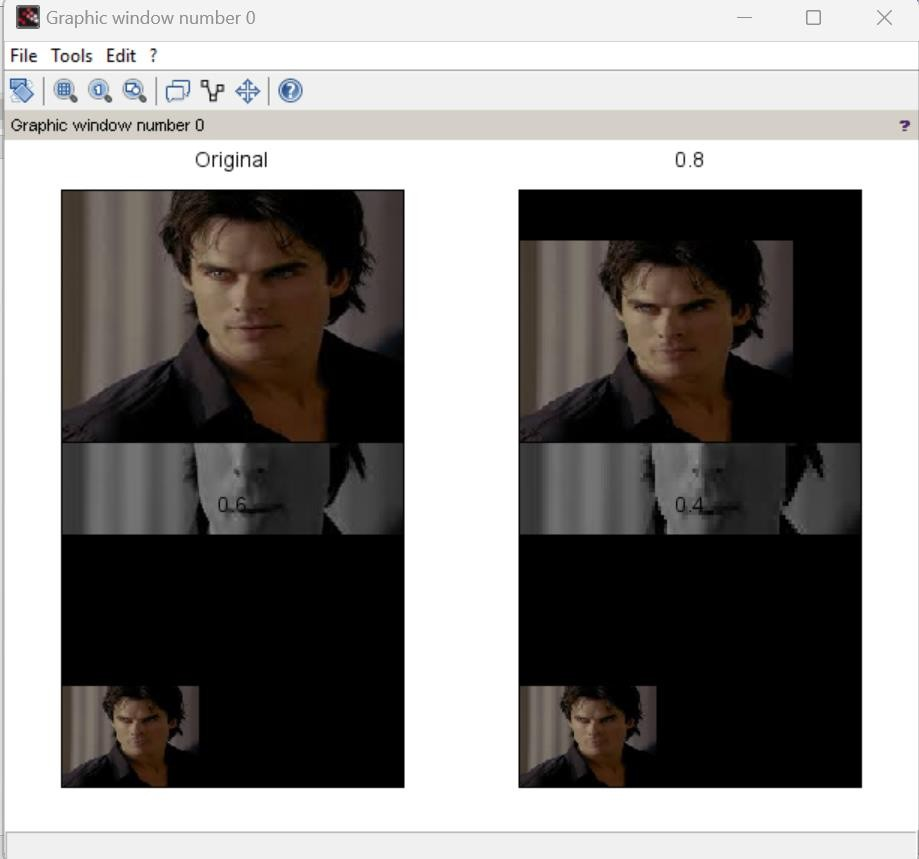 Graphic window number 0
File Tools Edit ?
Graphic window number 0 ?
Original
0.8
0.6
0.4